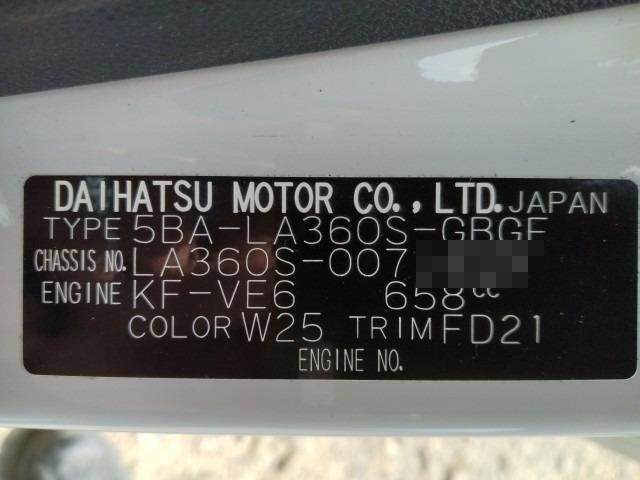 DAIHATSU MOTOR CO., LTD. JAPAN
TYPE 5BA-LA360S-GBGF
CHASSIS NO. LA360S-007
ENGINE KF-VE6 658cc
COLOR W25 TRIM FD21
ENGINE NO.